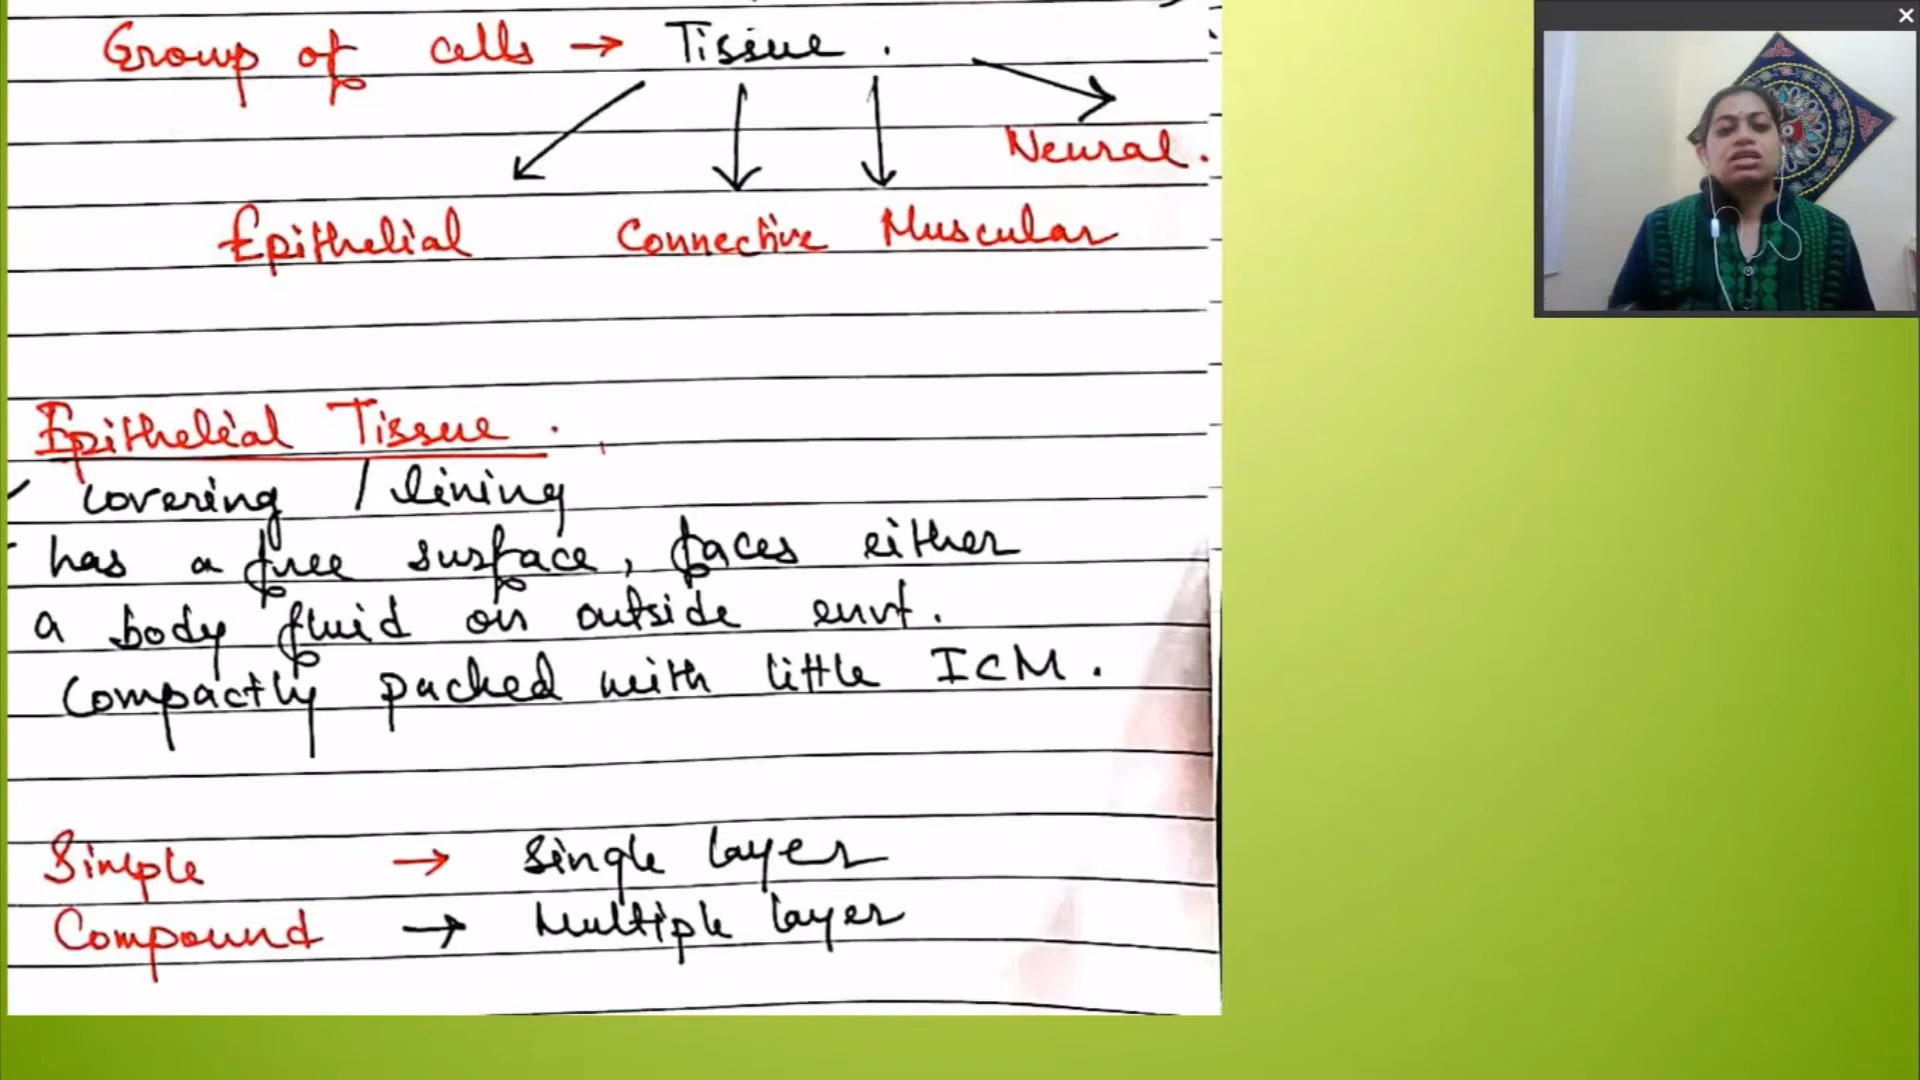 Group of cells → Tissue .
Neural.
Epithelial Connective Muscular
Epithelial Tissue .
covering / lining
has a free surface, faces either
a body fluid or outside envt.
Compactly packed with little ICM.
Simple → Single layer
Compound → Multiple layer